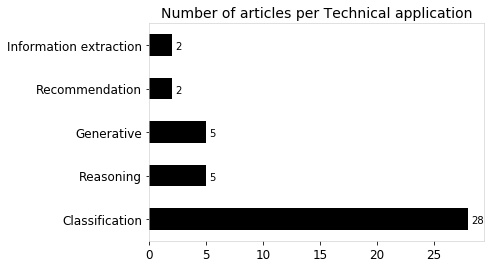 Number of articles per Technical application
Information extraction 2
Recommendation 2
Generative 5
Reasoning 5
Classification 28
0 5 10 15 20 25